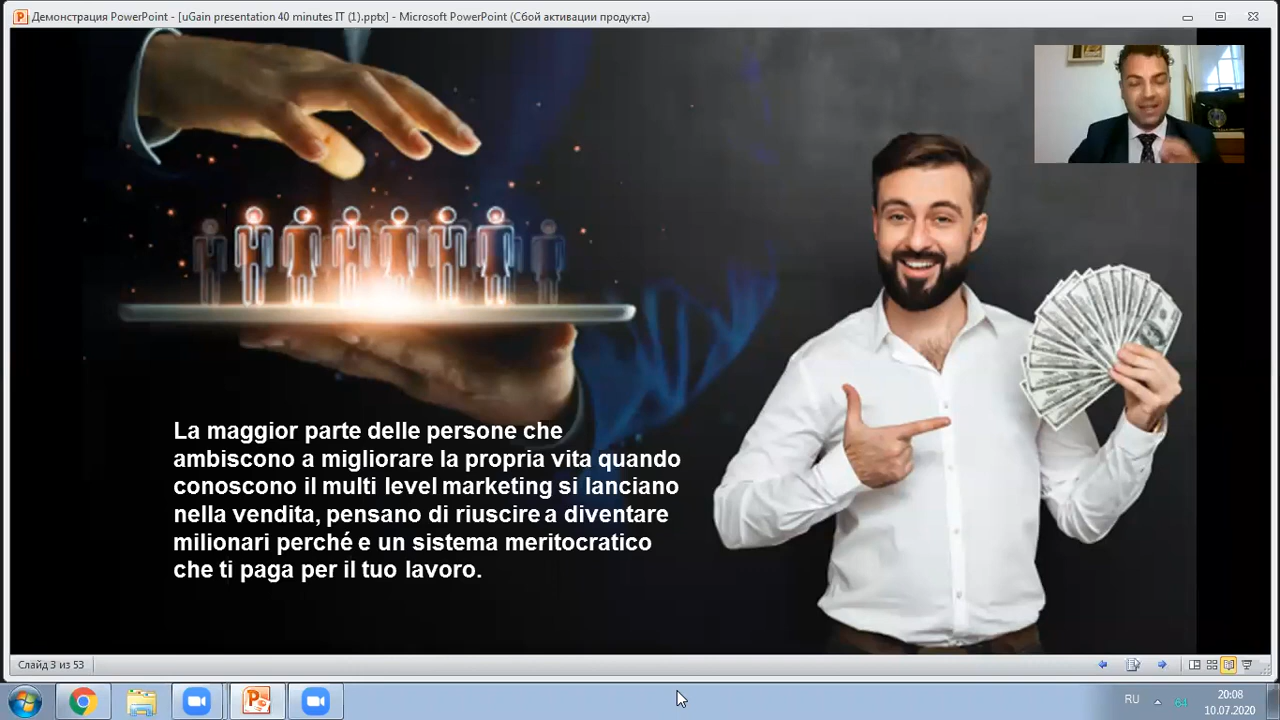 Демонстрация PowerPoint - [uGain presentation 40 minutes IT (1).pptx] - Microsoft PowerPoint (Сбой активации продукта)
La maggior parte delle persone che
ambiscono a migliorare la propria vita quando
conoscono il multi level marketing si lanciano
nella vendita, pensano di riuscire a diventare
milionari perché e un sistema meritocratico
che ti paga per il tuo lavoro.
Слайд 3 из 53
RU
64
20:08
10.07.2020